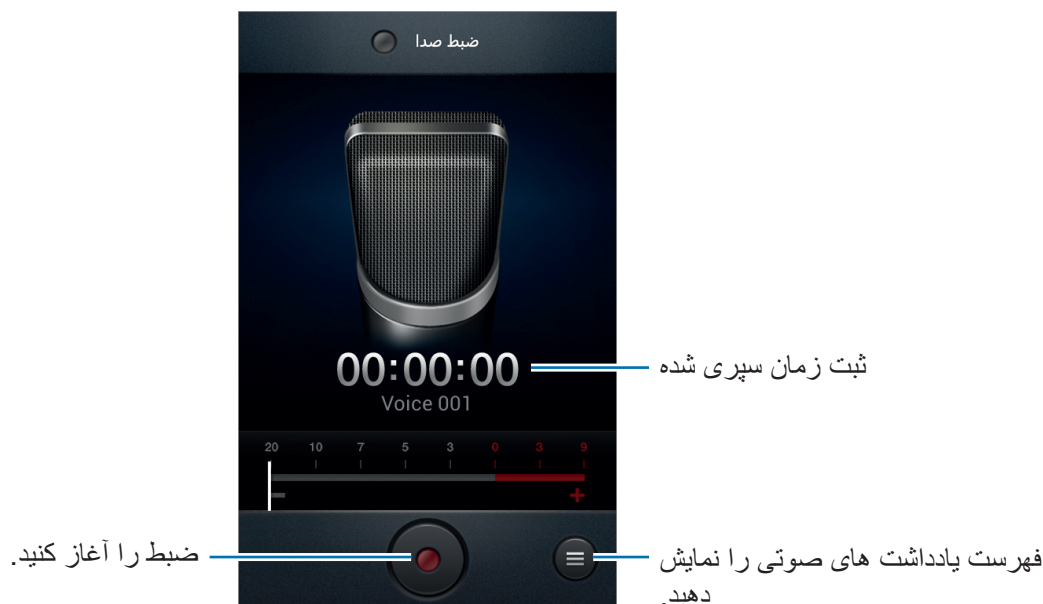 ضبط صدا
00:00:00
ثبت زمان سپری شده
Voice 001
20 10 7 5 3 0 3 9
− +
ضبط را آغاز کنید.
فهرست یادداشت های صوتی را نمایش
دهید.